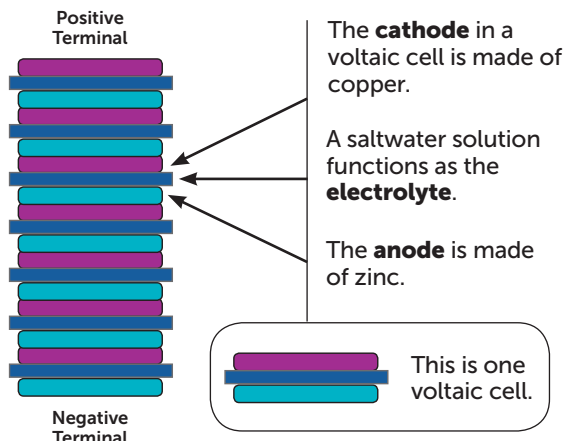 Positive
Terminal
The cathode in a
voltaic cell is made of
copper.
A saltwater solution
functions as the
electrolyte.
The anode is made
of zinc.
This is one
voltaic cell.
Negative
Terminal